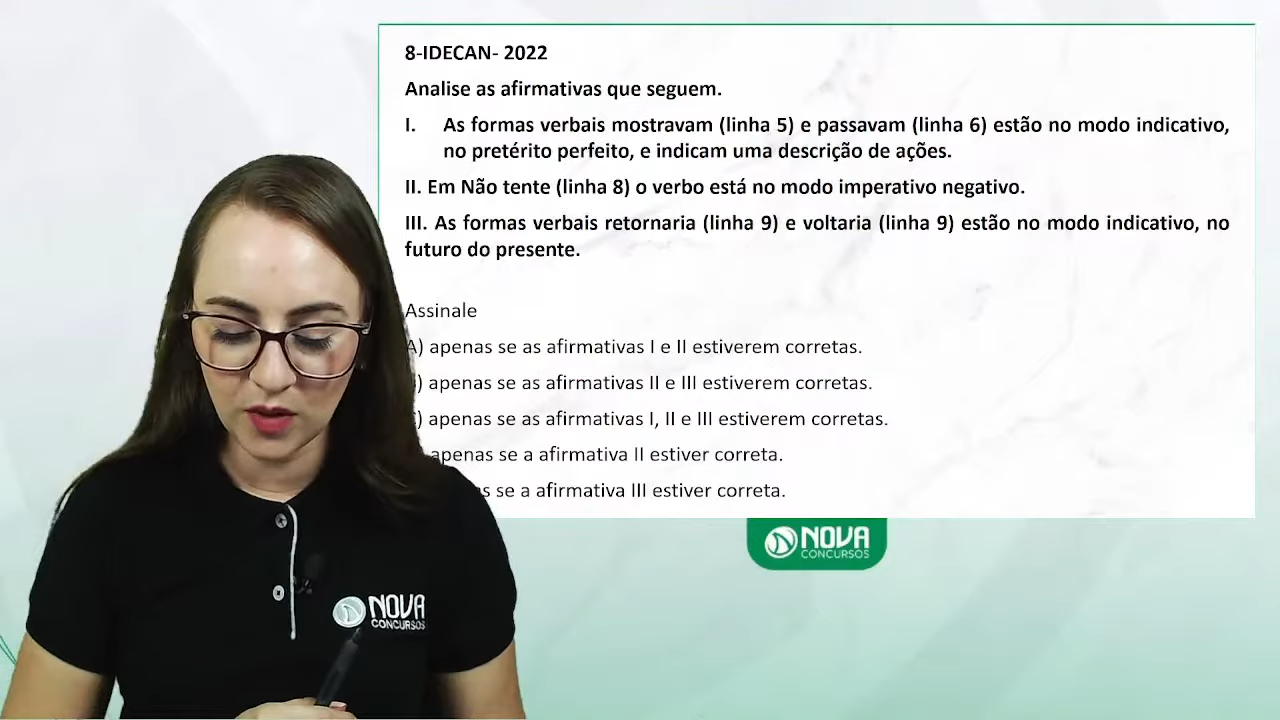 8-IDECAN- 2022
Analise as afirmativas que seguem.
I. As formas verbais mostravam (linha 5) e passavam (linha 6) estão no modo indicativo,
no pretérito perfeito, e indicam uma descrição de ações.
II. Em Não tente (linha 8) o verbo está no modo imperativo negativo.
III. As formas verbais retornaria (linha 9) e voltaria (linha 9) estão no modo indicativo, no
futuro do presente.
Assinale
A) apenas se as afirmativas I e II estiverem corretas.
) apenas se as afirmativas II e III estiverem corretas.
) apenas se as afirmativas I, II e III estiverem corretas.
apenas se a afirmativa II estiver correta.
se a afirmativa III estiver correta.
NOVA
CONCURSOS
NOVA
CONCURSOS